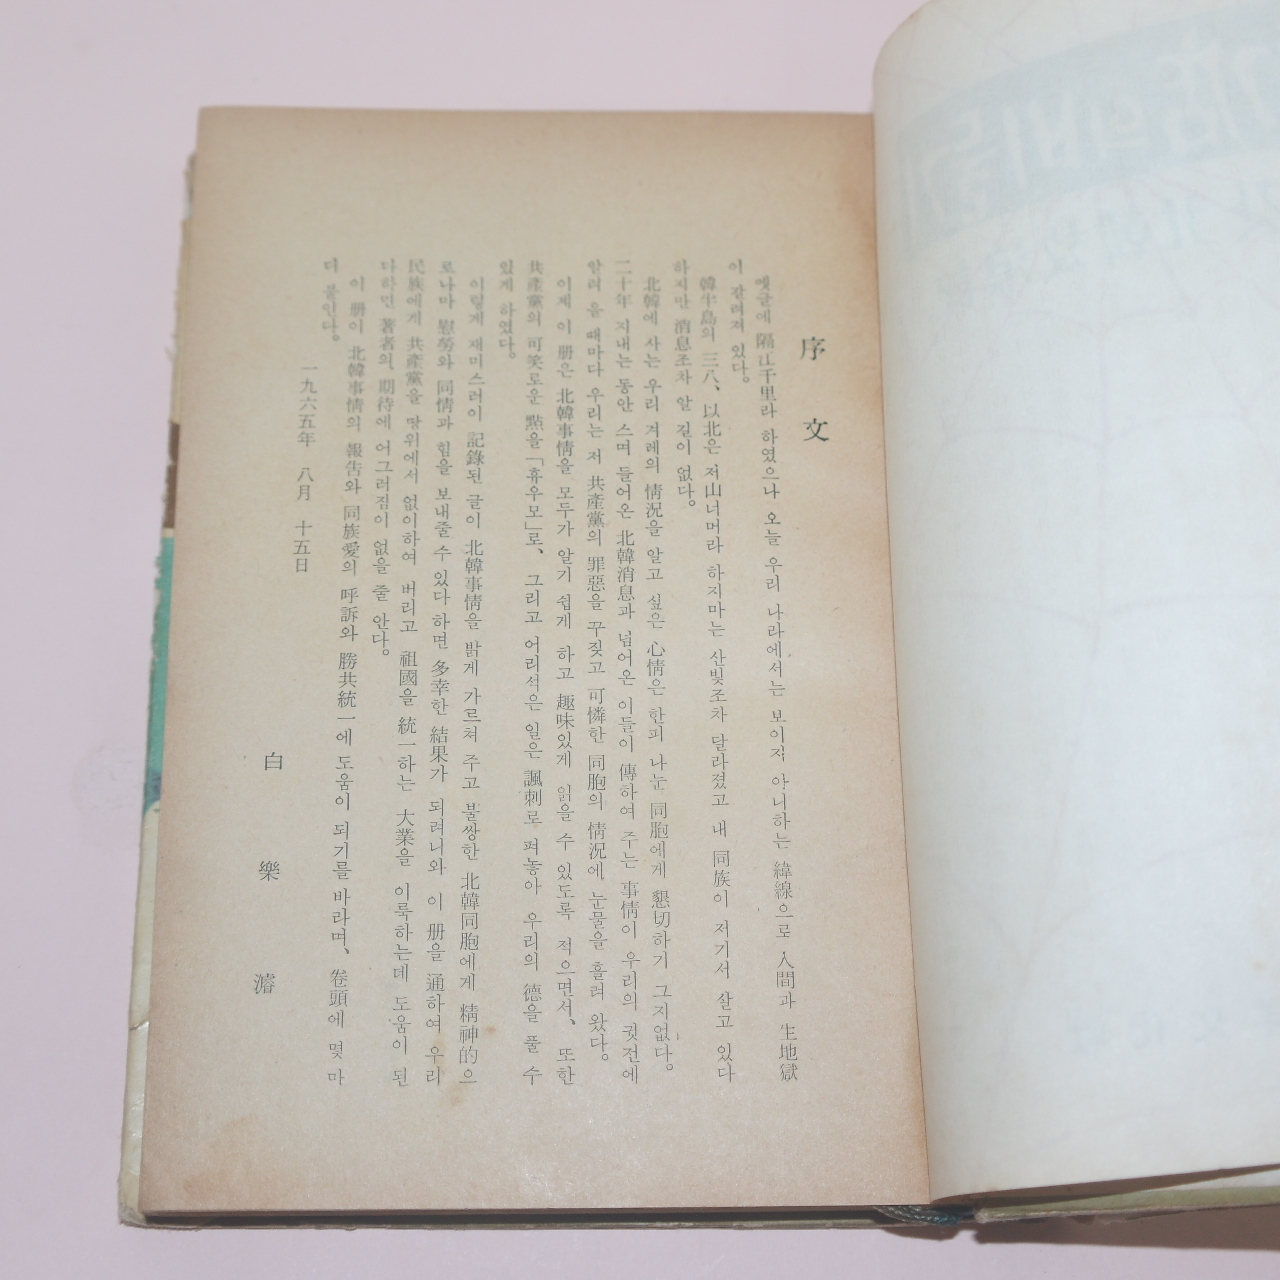 序 文
옛글에 隔江千里라 하였으나 오늘 우리 나라에서는 보이지 아니하는 緯線으로 人間과 生地獄
이 갈려져 있다.
韓半島의 三八、以北은 저山너머라 하지마는 산빛조차 달라졌고 내 同族이 저기서 살고 있다
하지만 消息조차 알 길이 없다。
北韓에 사는 우리 겨레의 情況을 알고 싶은 心情은 한피 나눈 同胞에게 懇切하기 그지없다。
二十年 지내는 동안 스며 들어온 北韓消息과 넘어온 이들이 傳하여 주는 事情이 우리의 귓전에
알려 올 때마다 우리는 저 共產黨의 罪惡을 꾸짖고 可憐한 同胞의 情況에 눈물을 흘려 왔다。
이제 이 册은 北韓事情을 모두가 알기 쉽게 하고 趣味있게 읽을 수 있도록 적으면서、또한
共產黨의 可笑로운 點을「휴우모」로、그리고 어리석은 일은 諷刺로 펴놓아 우리의 德을 풀 수
있게 하였다。
이렇게 재미스러이 記錄된 글이 北韓事情을 밝게 가르쳐 주고 불쌍한 北韓同胞에게 精神的으
로나마 慰勞와 同情과 힘을 보내줄 수 있다 하면 多幸한 結果가 되려니와 이 册을 通하여 우리
民族에게 共產黨을 땅위에서 없이하여 버리고 祖國을 統一하는 大業을 이룩하는데 도움이 된
다하면 著者의 期待에 어그러짐이 없을 줄 안다。
이 册이 北韓事情의 報告와 同族愛의 呼訴와 勝共統一에 도움이 되기를 바라며、卷頭에 몇 마
디 붙인다。
一九六五年 八月 十五日
白 樂 濬